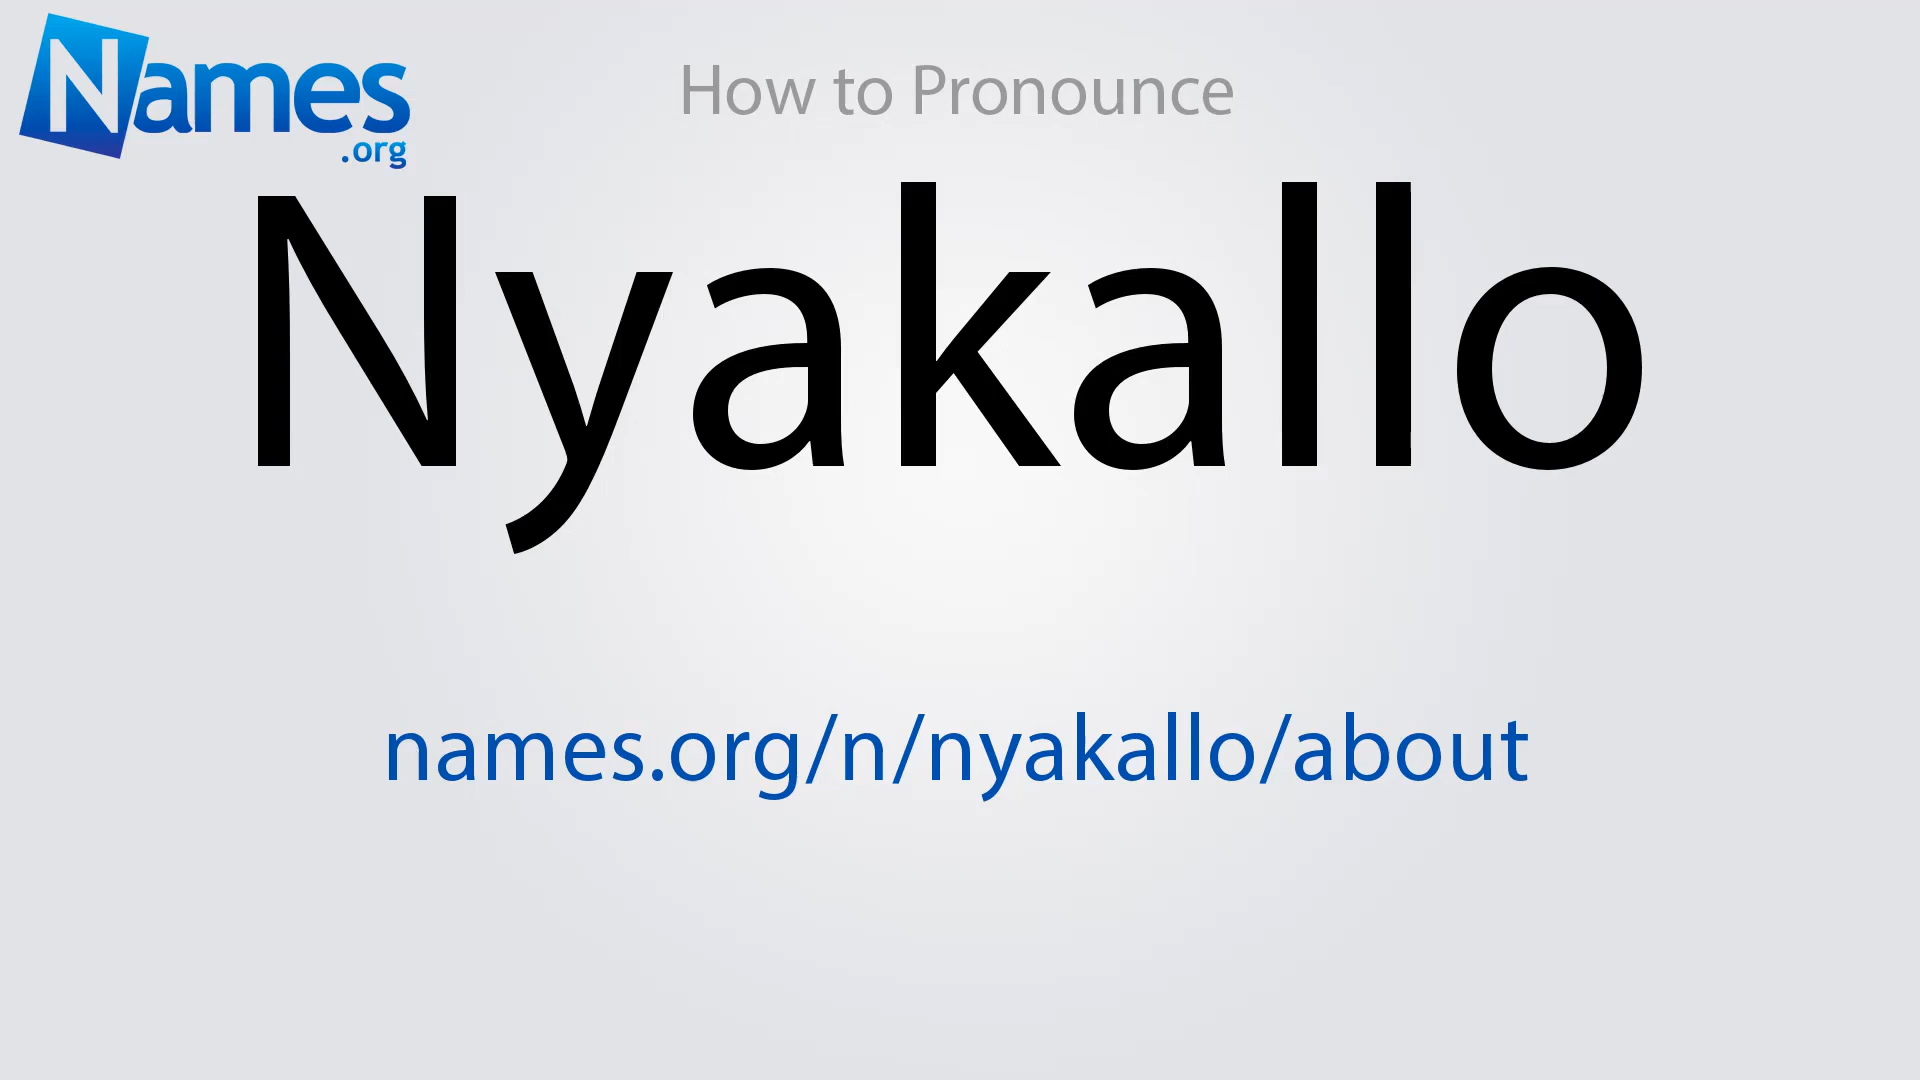 Names
.org
How to Pronounce
Nyakallo
names.org/n/nyakallo/about